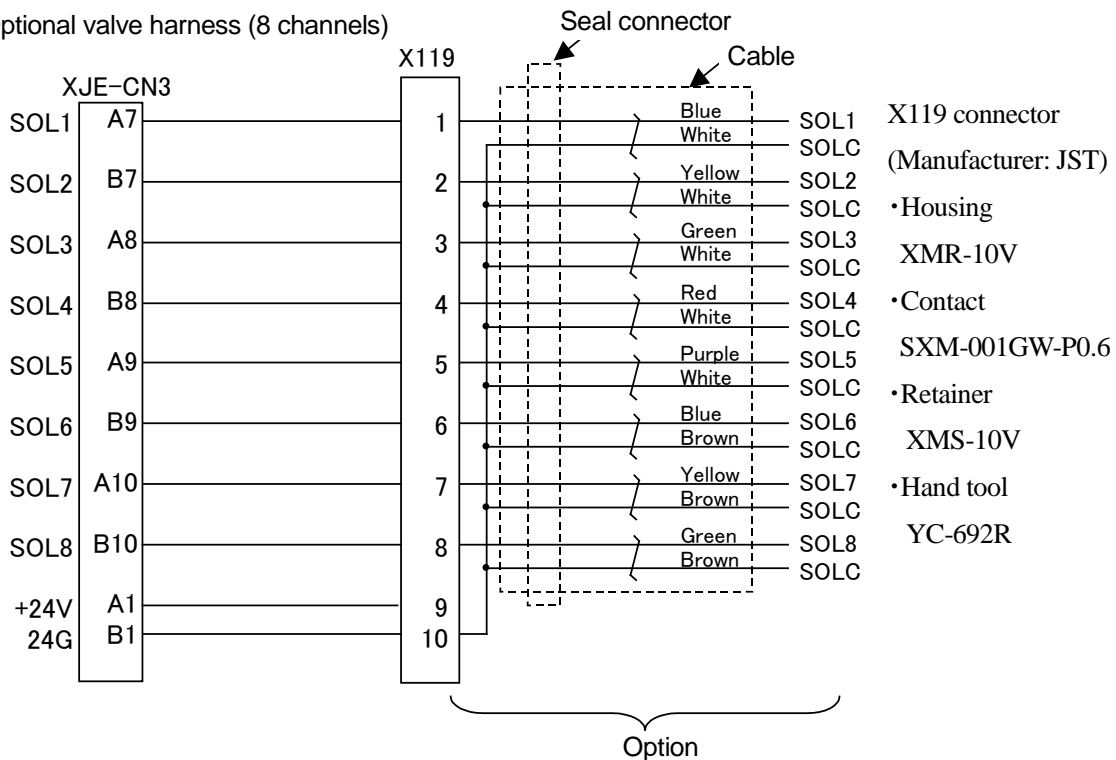 ptional valve harness (8 channels)
Seal connector
Cable
X119
XJE-CN3
SOL1 A7 1 Blue SOL1
White SOLC
SOL2 B7 2 Yellow SOL2
White SOLC
SOL3 A8 3 Green SOL3
White SOLC
SOL4 B8 4 Red SOL4
White SOLC
SOL5 A9 5 Purple SOL5
White SOLC
SOL6 B9 6 Blue SOL6
Brown SOLC
SOL7 A10 7 Yellow SOL7
Brown SOLC
SOL8 B10 8 Green SOL8
Brown SOLC
+24V A1 9
24G B1 10
Option
X119 connector
(Manufacturer: JST)
・Housing
XMR-10V
・Contact
SXM-001GW-P0.6
・Retainer
XMS-10V
・Hand tool
YC-692R